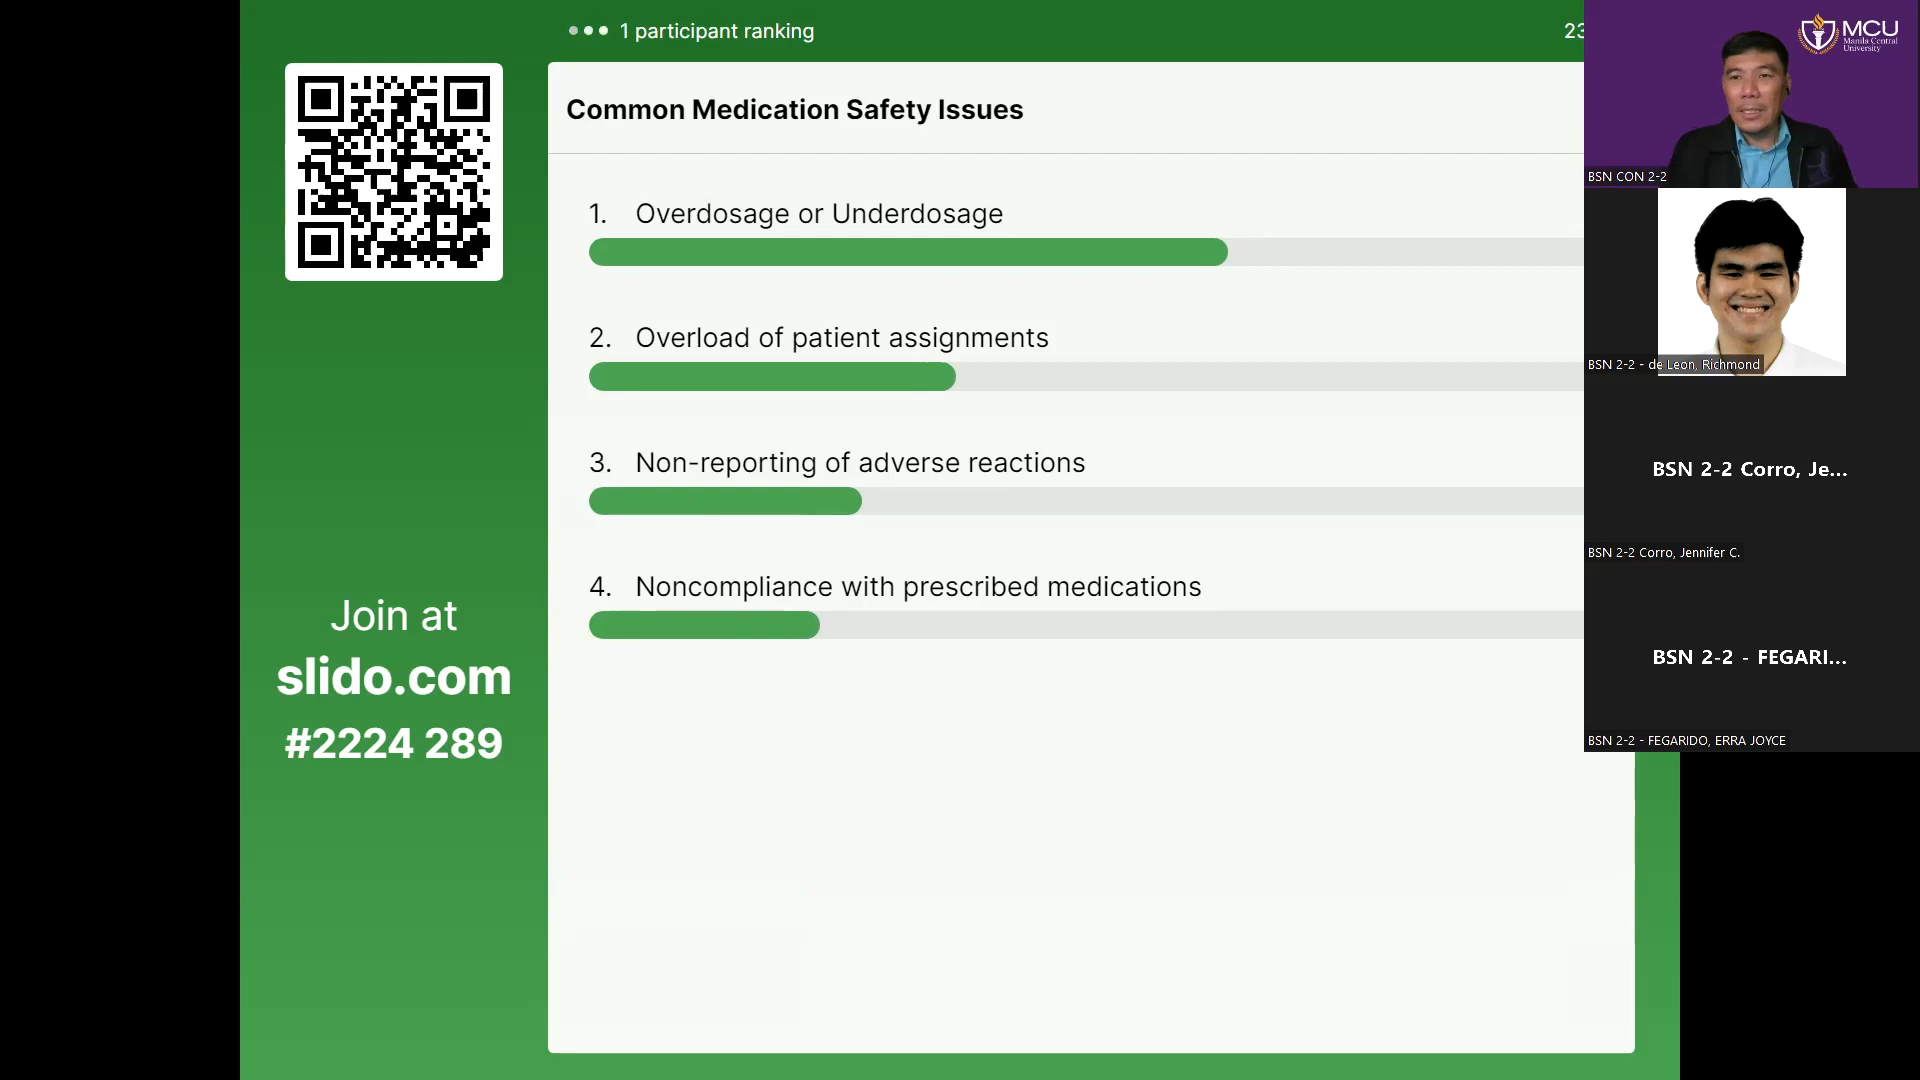 1 participant ranking
23
Common Medication Safety Issues
1. Overdosage or Underdosage
2. Overload of patient assignments
3. Non-reporting of adverse reactions
4. Noncompliance with prescribed medications
Join at
slido.com
#2224 289
MCU
Manila Central
University
BSN CON 2-2
BSN 2-2 - de Leon, Richmond
BSN 2-2 Corro, Je...
BSN 2-2 Corro, Jennifer C.
BSN 2-2 - FEGARI...
BSN 2-2 - FEGARIDO, ERRA JOYCE